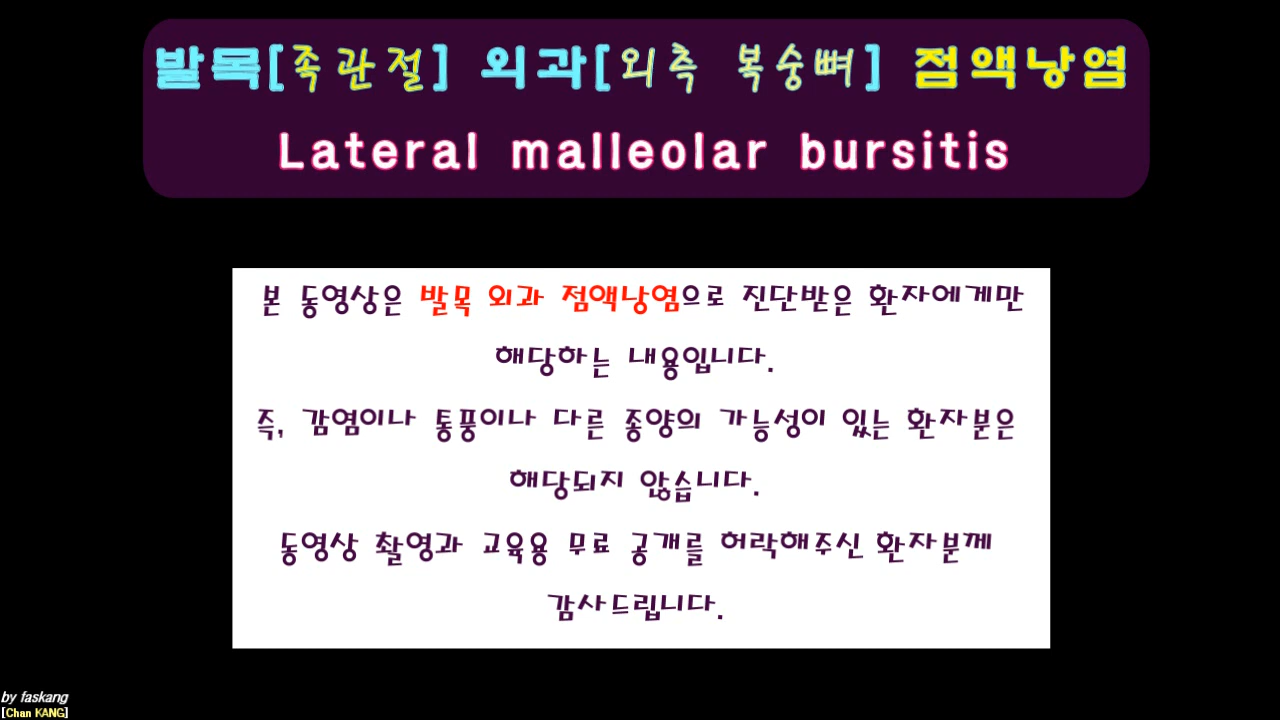 발목[족관절] 외과[외측 복숭뼈] 점액낭염
Lateral malleolar bursitis
본 동영상은 발목 외과 점액낭염으로 진단받은 환자에게만
해당하는 내용입니다.
즉, 감염이나 통풍이나 다른 종양의 가능성이 있는 환자분은
해당되지 않습니다.
동영상 촬영과 교육용 무료 공개를 허락해주신 환자분께
감사드립니다.
by faskang
[Chan KANG]